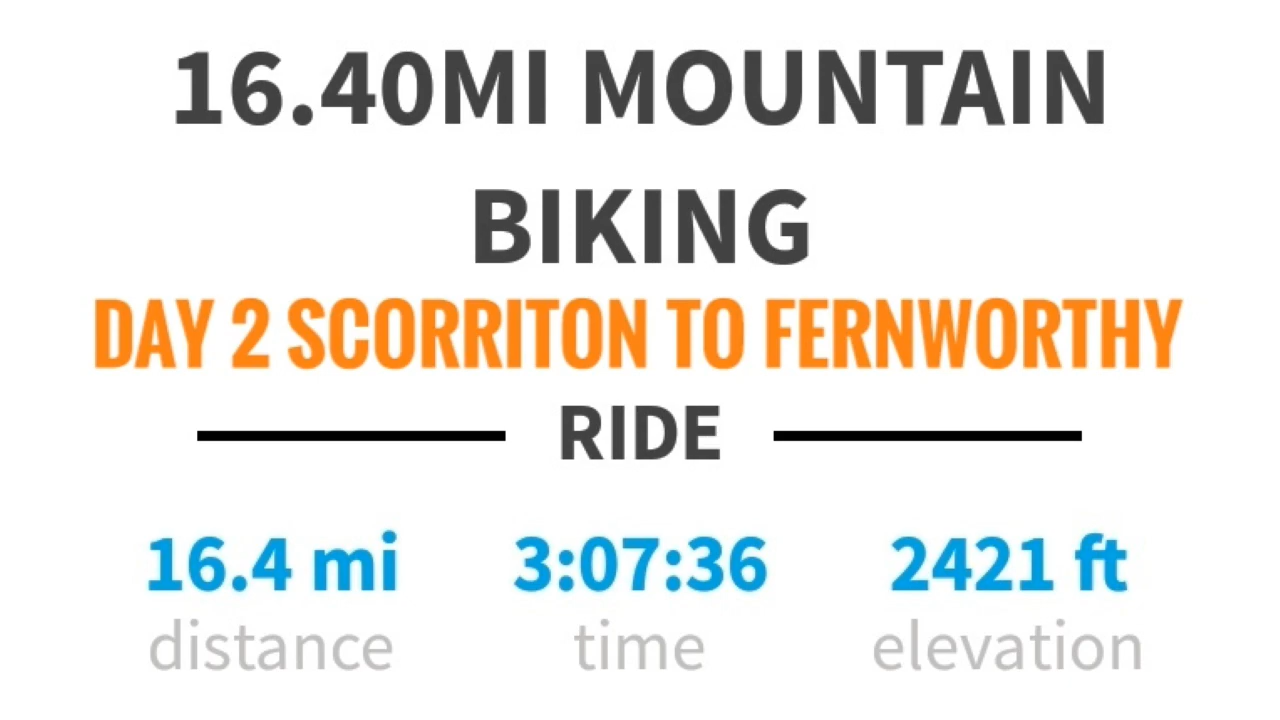 16.40MI MOUNTAIN
BIKING
DAY 2 SCORRITON TO FERNWORTHY
RIDE
16.4 mi 3:07:36 2421 ft
distance time elevation